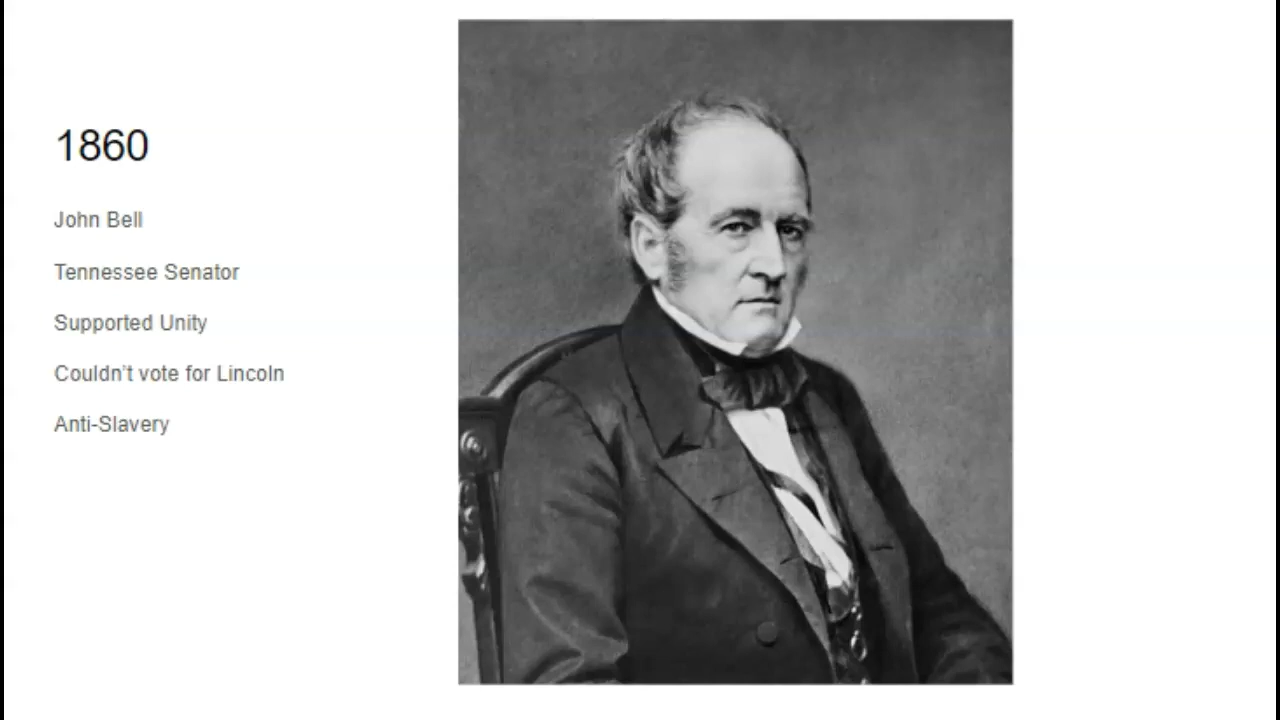 1860
John Bell
Tennessee Senator
Supported Unity
Couldn't vote for Lincoln
Anti-Slavery